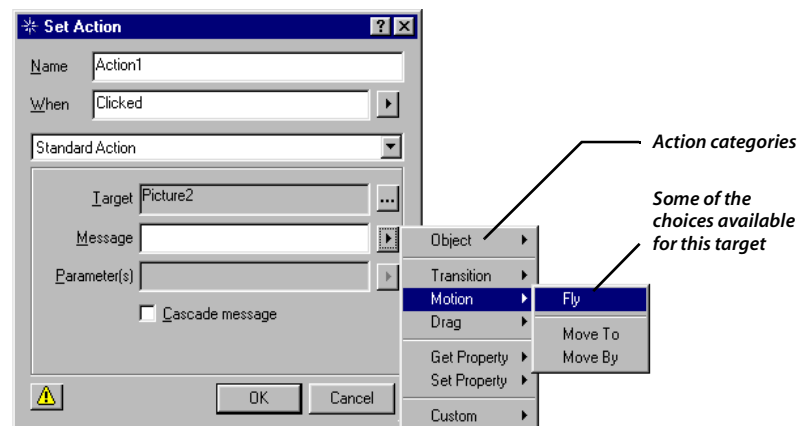 Set Action
Name Action1
When Clicked
Standard Action
Action categories
Target Picture2 ...
Some of the
choices available
for this target
Message
Object
Parameter(s)
Transition
Motion
Fly
Cascade message
Drag
Move To
Get Property
Move By
Set Property
OK Cancel
Custom